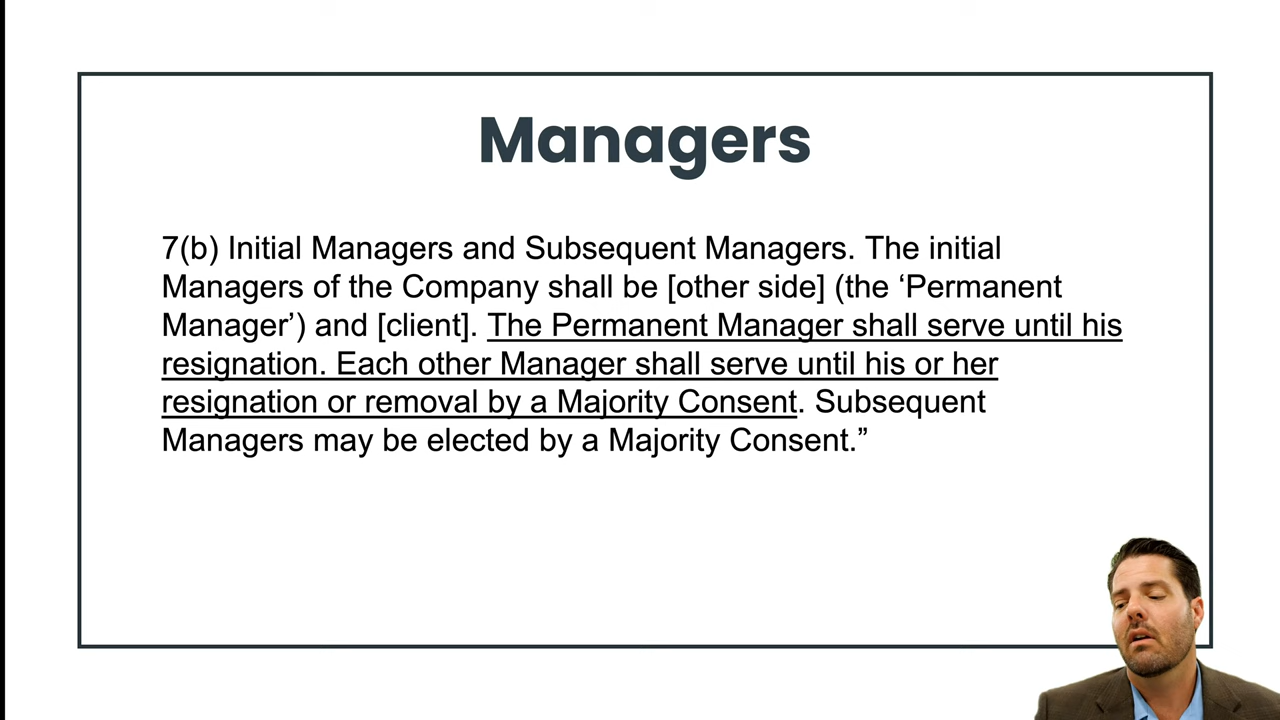 Managers
7(b) Initial Managers and Subsequent Managers. The initial
Managers of the Company shall be [other side] (the ‘Permanent
Manager’) and [client]. The Permanent Manager shall serve until his
resignation. Each other Manager shall serve until his or her
resignation or removal by a Majority Consent. Subsequent
Managers may be elected by a Majority Consent.”